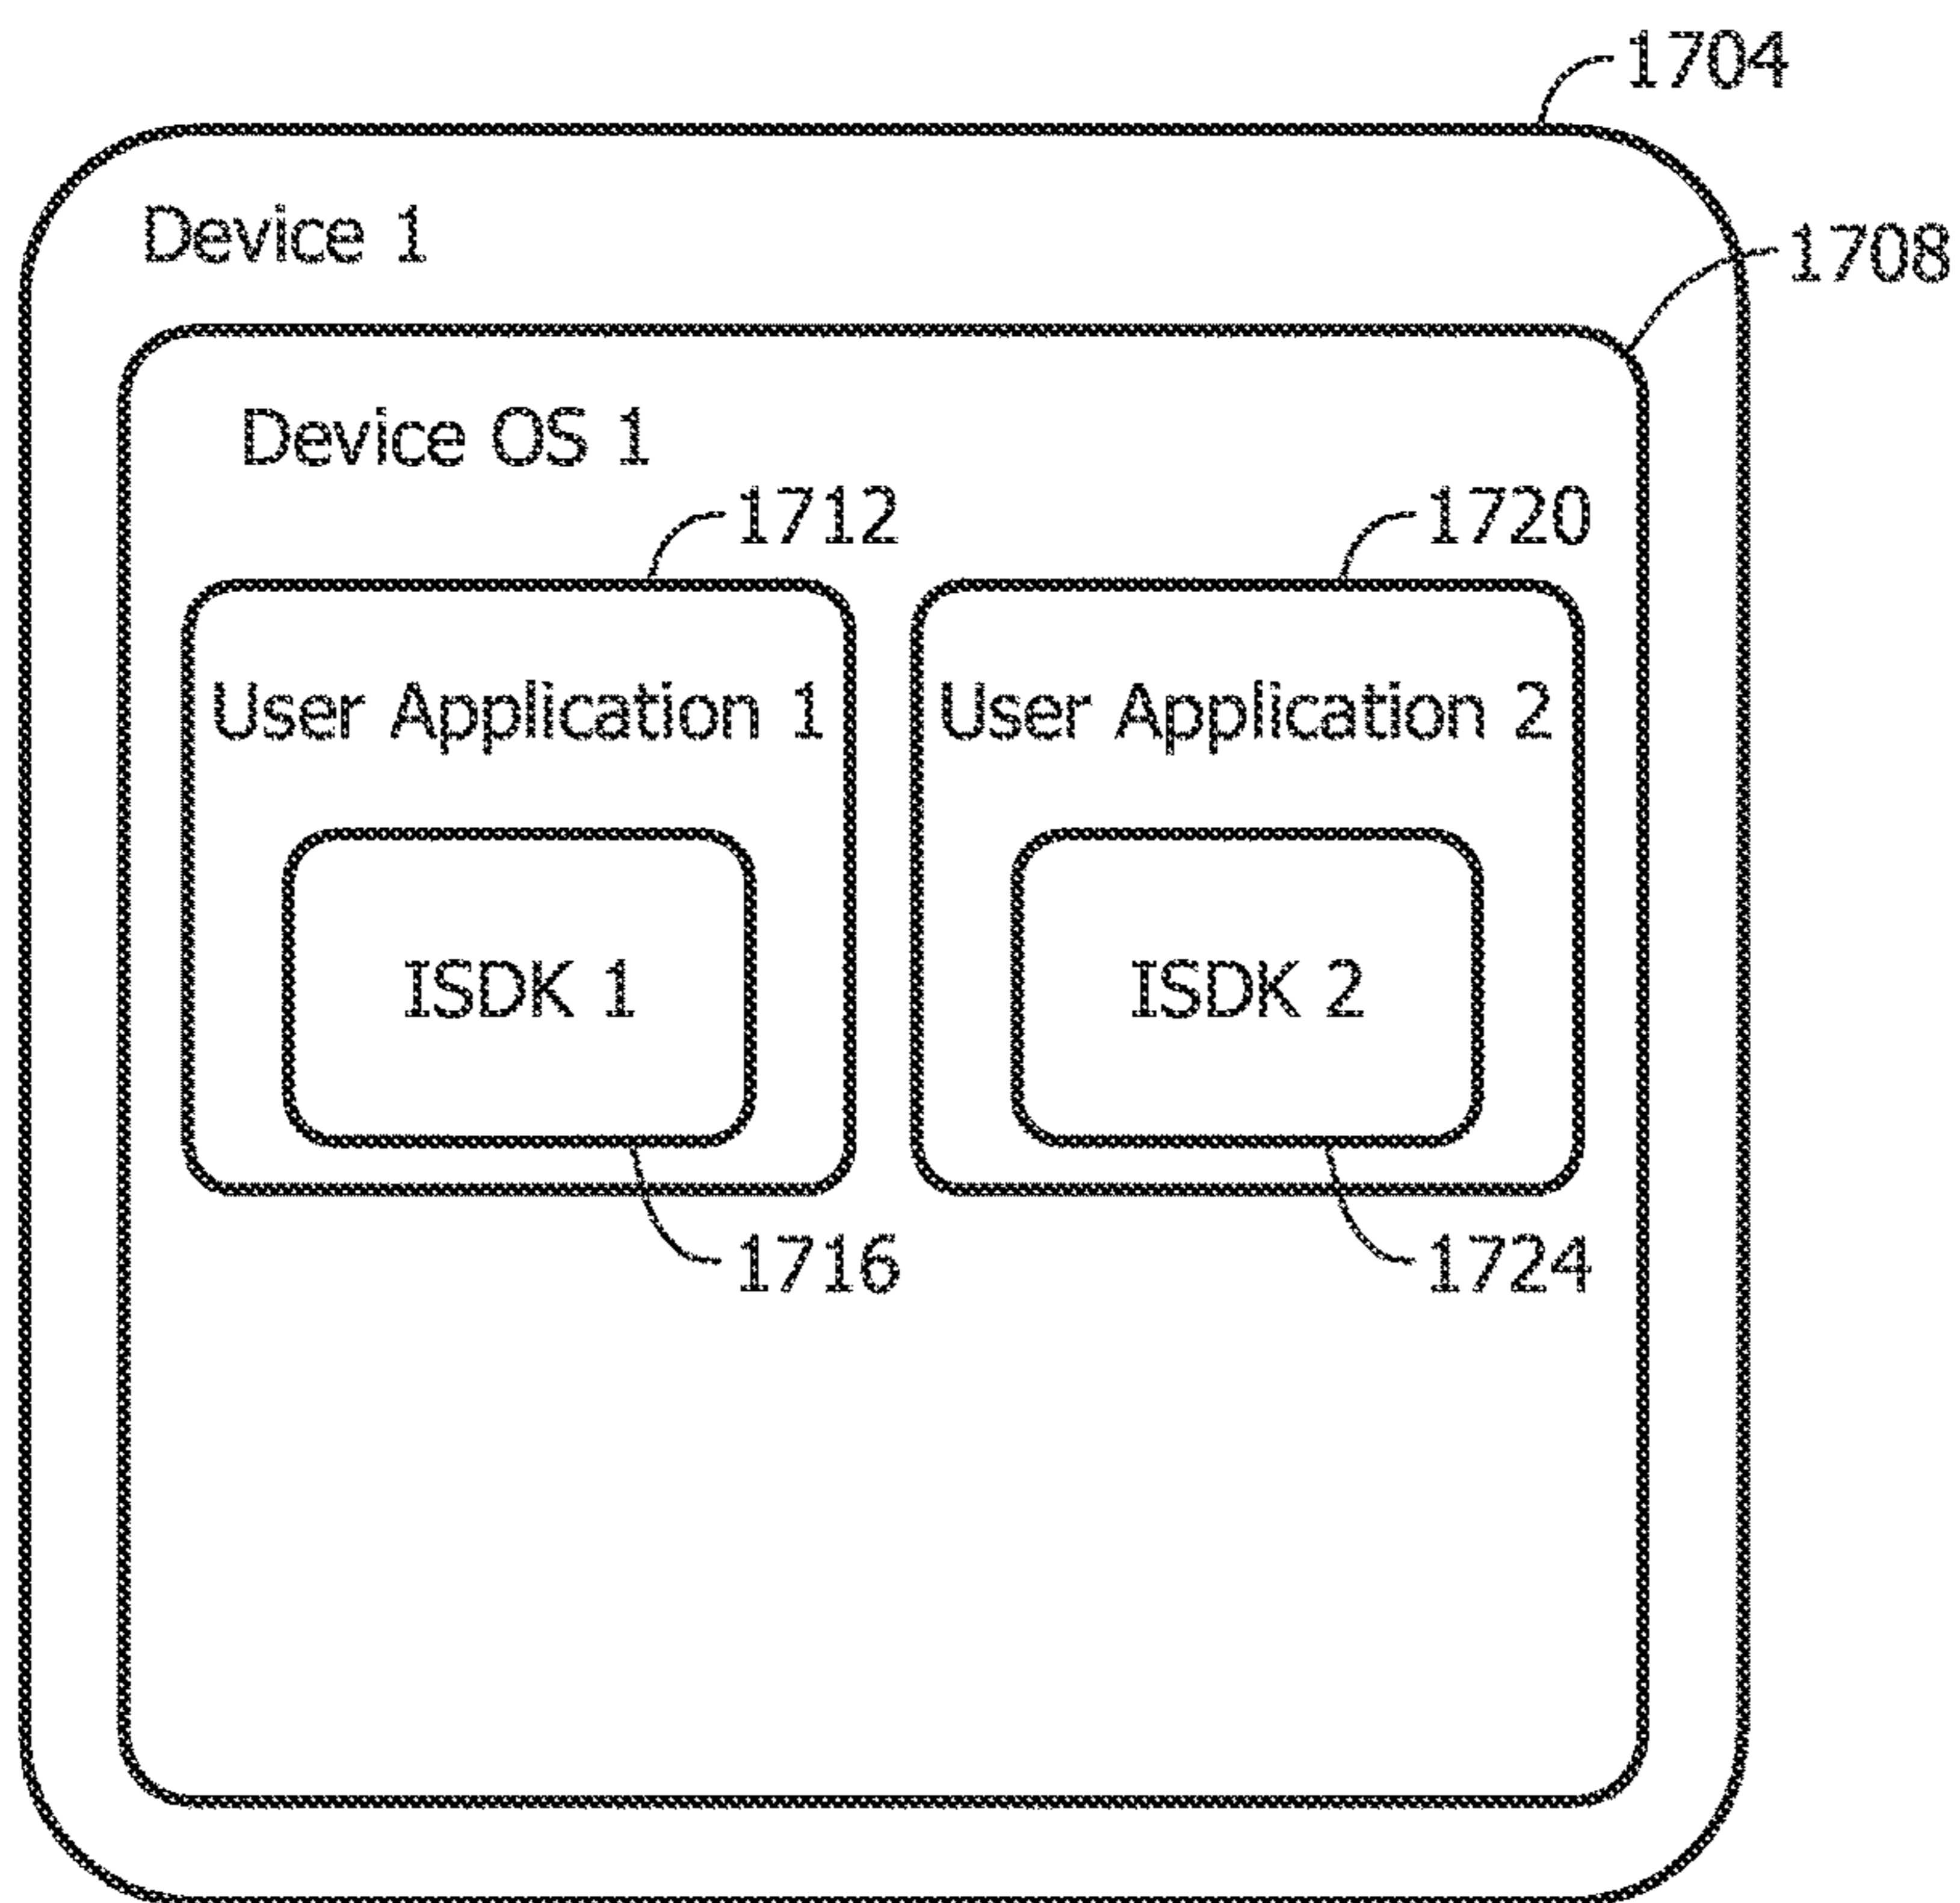 1704
Device 1
1708
Device OS 1
1712
1720
User Application 1
User Application 2
ISDK 1
ISDK 2
1716
1724